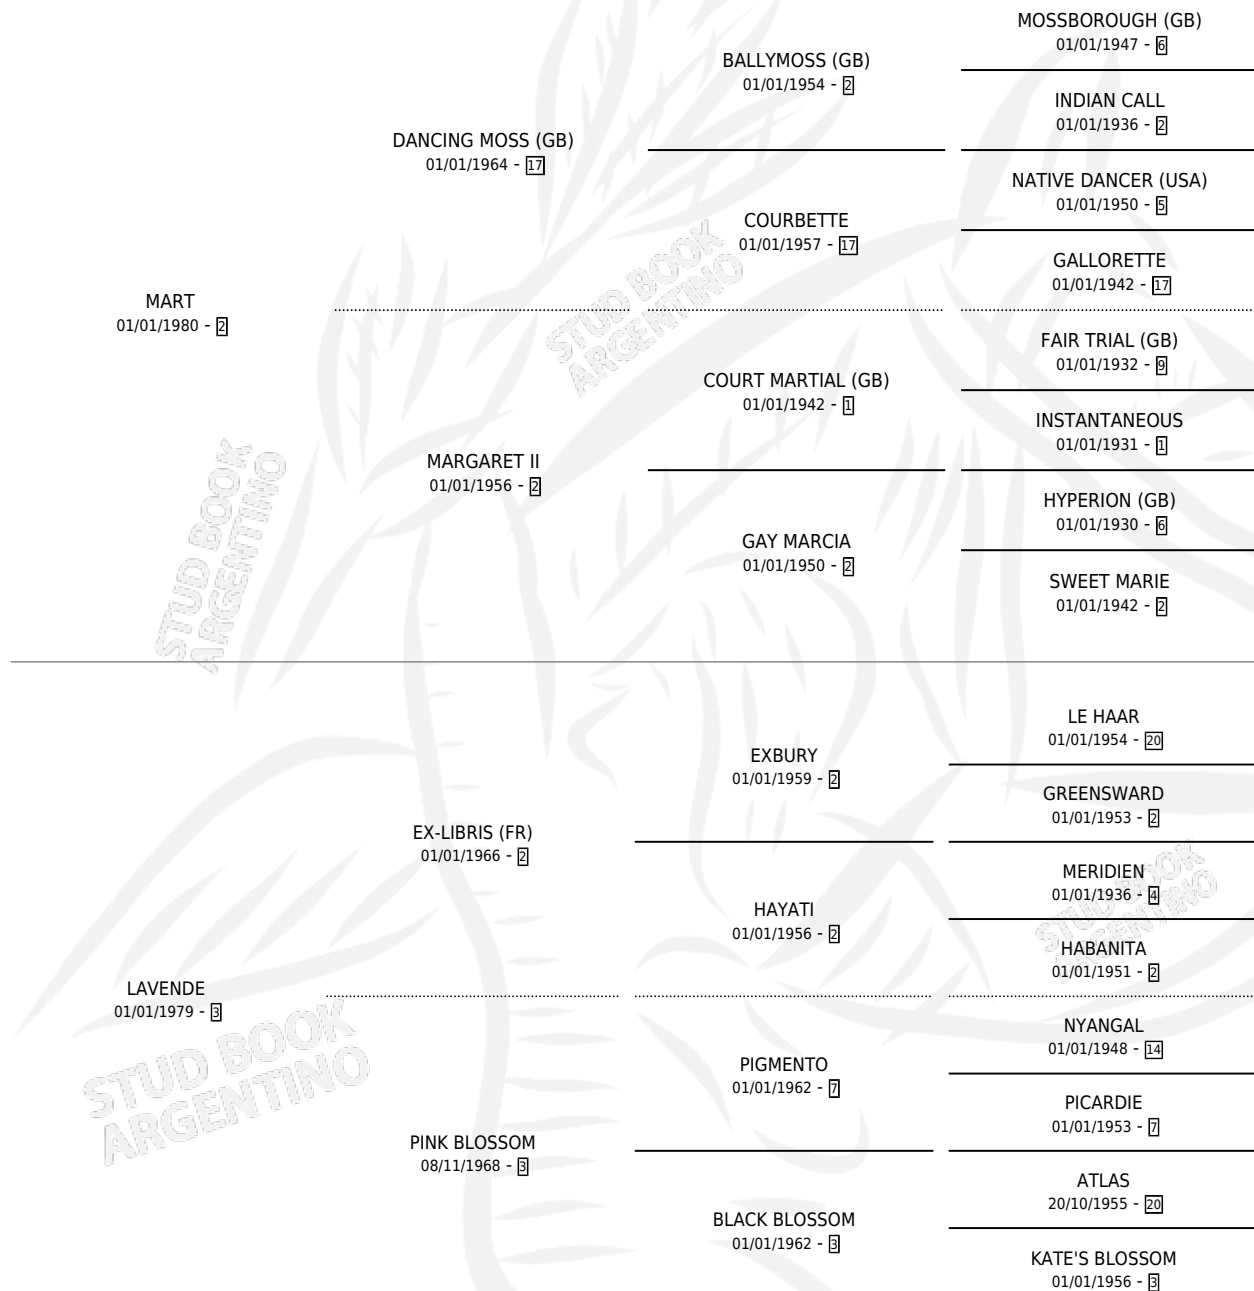 MOSSBOROUGH (GB)
01/01/1947 - 6
BALLYMOSS (GB)
01/01/1954 - 2
INDIAN CALL
01/01/1936 - 2
DANCING MOSS (GB)
01/01/1964 - 17
NATIVE DANCER (USA)
01/01/1950 - 5
COURBETTE
01/01/1957 - 17
GALLORETTE
01/01/1942 - 17
MART
01/01/1980 - 2
FAIR TRIAL (GB)
01/01/1932 - 9
COURT MARTIAL (GB)
01/01/1942 - 1
INSTANTANEOUS
01/01/1931 - 1
MARGARET II
01/01/1956 - 2
HYPERION (GB)
01/01/1930 - 6
GAY MARCIA
01/01/1950 - 2
SWEET MARIE
01/01/1942 - 2
LE HAAR
01/01/1954 - 20
EXBURY
01/01/1959 - 2
GREENSWARD
01/01/1953 - 2
EX-LIBRIS (FR)
01/01/1966 - 2
MERIDIEN
01/01/1936 - 4
HAYATI
01/01/1956 - 2
HABANITA
01/01/1951 - 2
LAVENDE
01/01/1979 - 3
NYANGAL
01/01/1948 - 14
PIGMENTO
01/01/1962 - 7
PICARDIE
01/01/1953 - 7
PINK BLOSSOM
08/11/1968 - 3
ATLAS
20/10/1955 - 20
BLACK BLOSSOM
01/01/1962 - 3
KATE'S BLOSSOM
01/01/1956 - 3
STUD BOOK
ARGENTINO
STUD BOOK
ARGENTINO
STUD BOOK
ARGENTINO
STUD BOOK
ARGENTINO